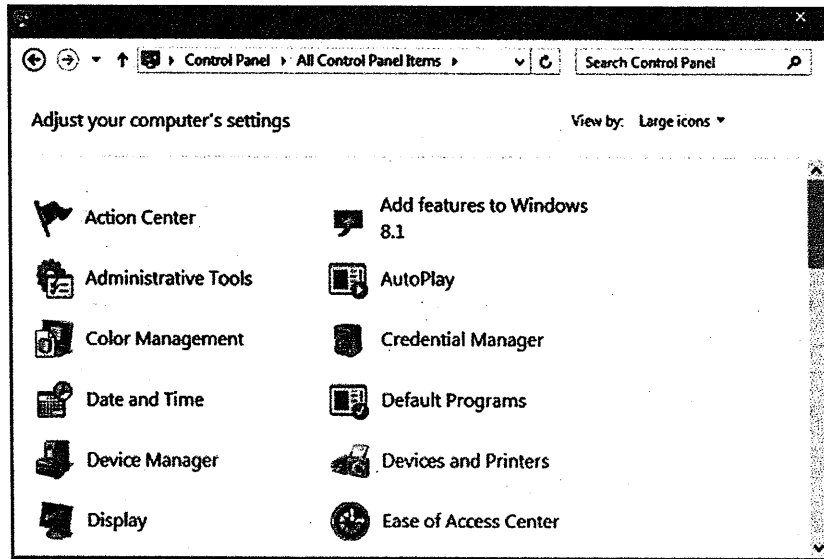 Control Panel All Control Panel Items Search Control Panel
Adjust your computer's settings View by: Large icons
Action Center
Add features to Windows
8.1
Administrative Tools
AutoPlay
Color Management
Credential Manager
Date and Time
Default Programs
Device Manager
Devices and Printers
Display
Ease of Access Center